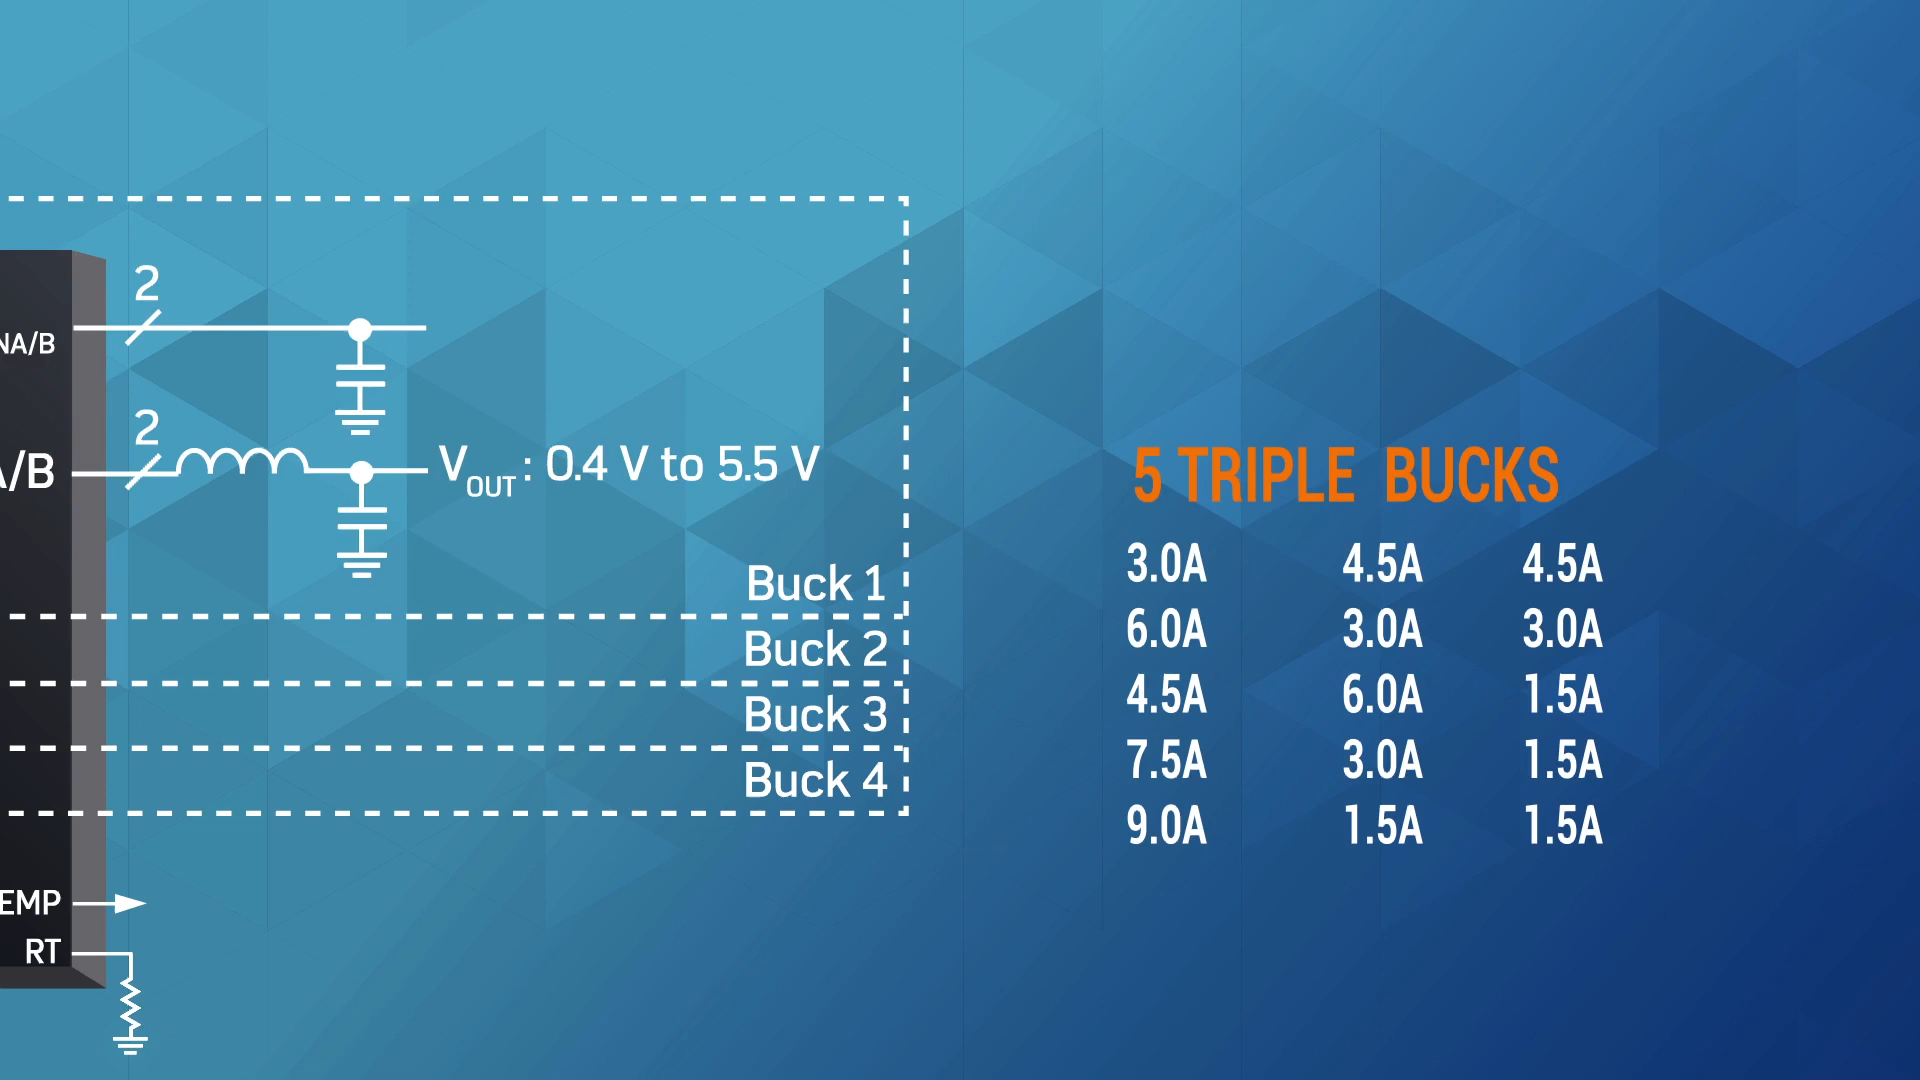 2
NA/B
2
A/B
VOUT: 0.4 V to 5.5 V
Buck 1
Buck 2
Buck 3
Buck 4
EMP
RT
5 TRIPLE BUCKS
3.0A 4.5A 4.5A
6.0A 3.0A 3.0A
4.5A 6.0A 1.5A
7.5A 3.0A 1.5A
9.0A 1.5A 1.5A